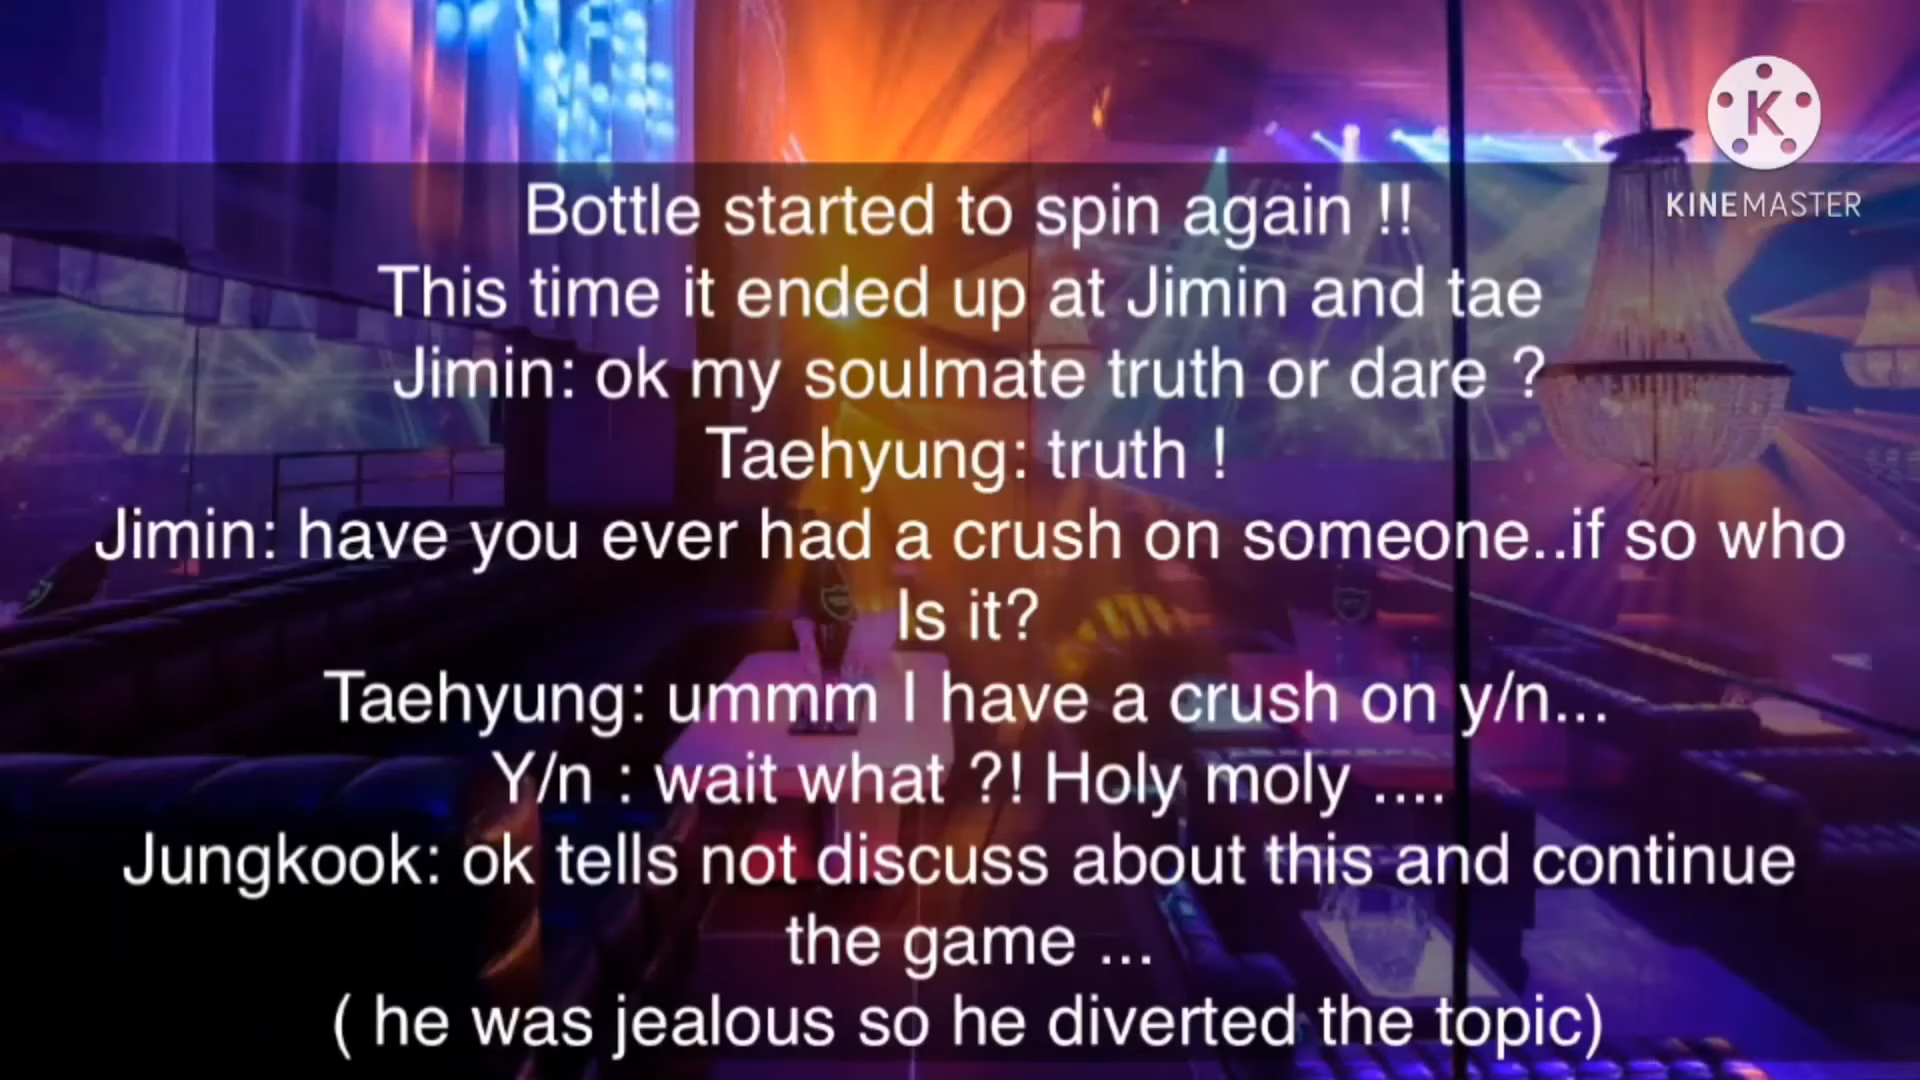 K
KINEMASTER
Bottle started to spin again !!
This time it ended up at Jimin and tae
Jimin: ok my soulmate truth or dare ?
Taehyung: truth !
Jimin: have you ever had a crush on someone..if so who
Is it?
Taehyung: ummm I have a crush on y/n...
Y/n : wait what ?! Holy moly ....
Jungkook: ok tells not discuss about this and continue
the game ...
( he was jealous so he diverted the topic)